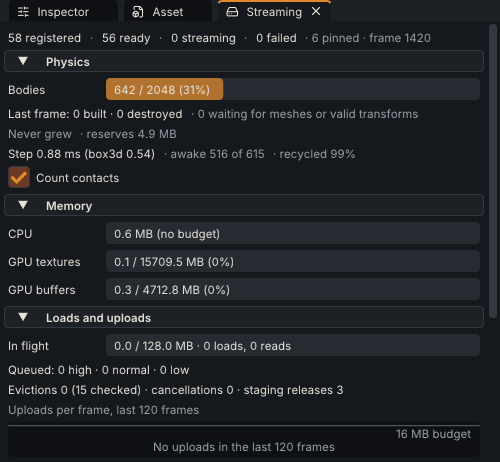 Inspector Asset Streaming
58 registered · 56 ready · 0 streaming · 0 failed · 6 pinned · frame 1420
Physics
Bodies 642 / 2048 (31%)
Last frame: 0 built · 0 destroyed · 0 waiting for meshes or valid transforms
Never grew · reserves 4.9 MB
Step 0.88 ms (box3d 0.54) · awake 516 of 615 · recycled 99%
Count contacts
Memory
CPU 0.6 MB (no budget)
GPU textures 0.1 / 15709.5 MB (0%)
GPU buffers 0.3 / 4712.8 MB (0%)
Loads and uploads
In flight 0.0 / 128.0 MB · 0 loads, 0 reads
Queued: 0 high · 0 normal · 0 low
Evictions 0 (15 checked) · cancellations 0 · staging releases 3
Uploads per frame, last 120 frames
16 MB budget
No uploads in the last 120 frames